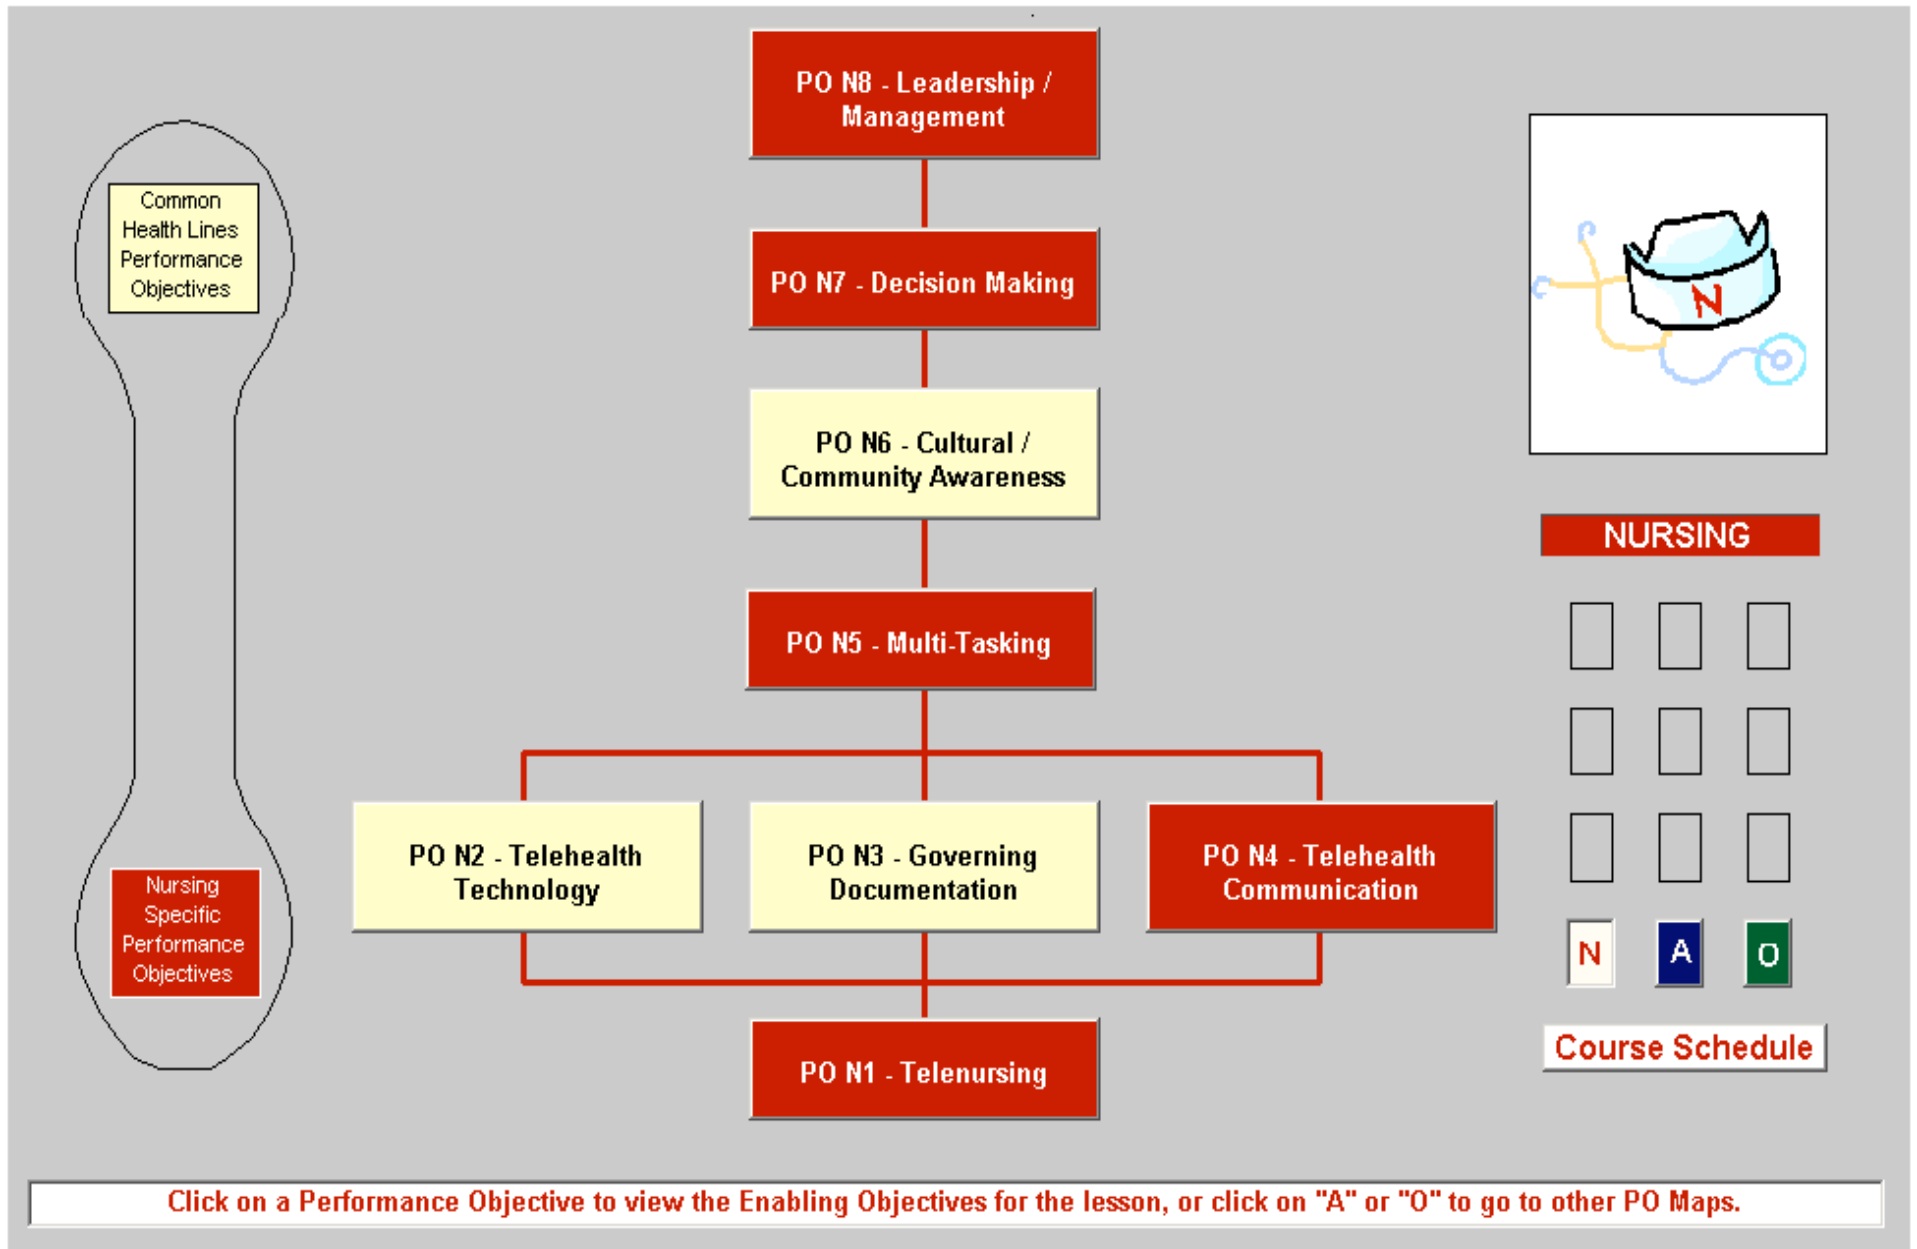 PO N8 - Leadership /
Management
Common
Health Lines
Performance
Objectives
PO N7 - Decision Making
N
PO N6 - Cultural /
Community Awareness
NURSING
PO N5 - Multi-Tasking
PO N2 - Telehealth
Technology
PO N3 - Governing
Documentation
PO N4 - Telehealth
Communication
Nursing
Specific
Performance
Objectives
N A O
Course Schedule
PO N1 - Telenursing
Click on a Performance Objective to view the Enabling Objectives for the lesson, or click on "A" or "O" to go to other PO Maps.